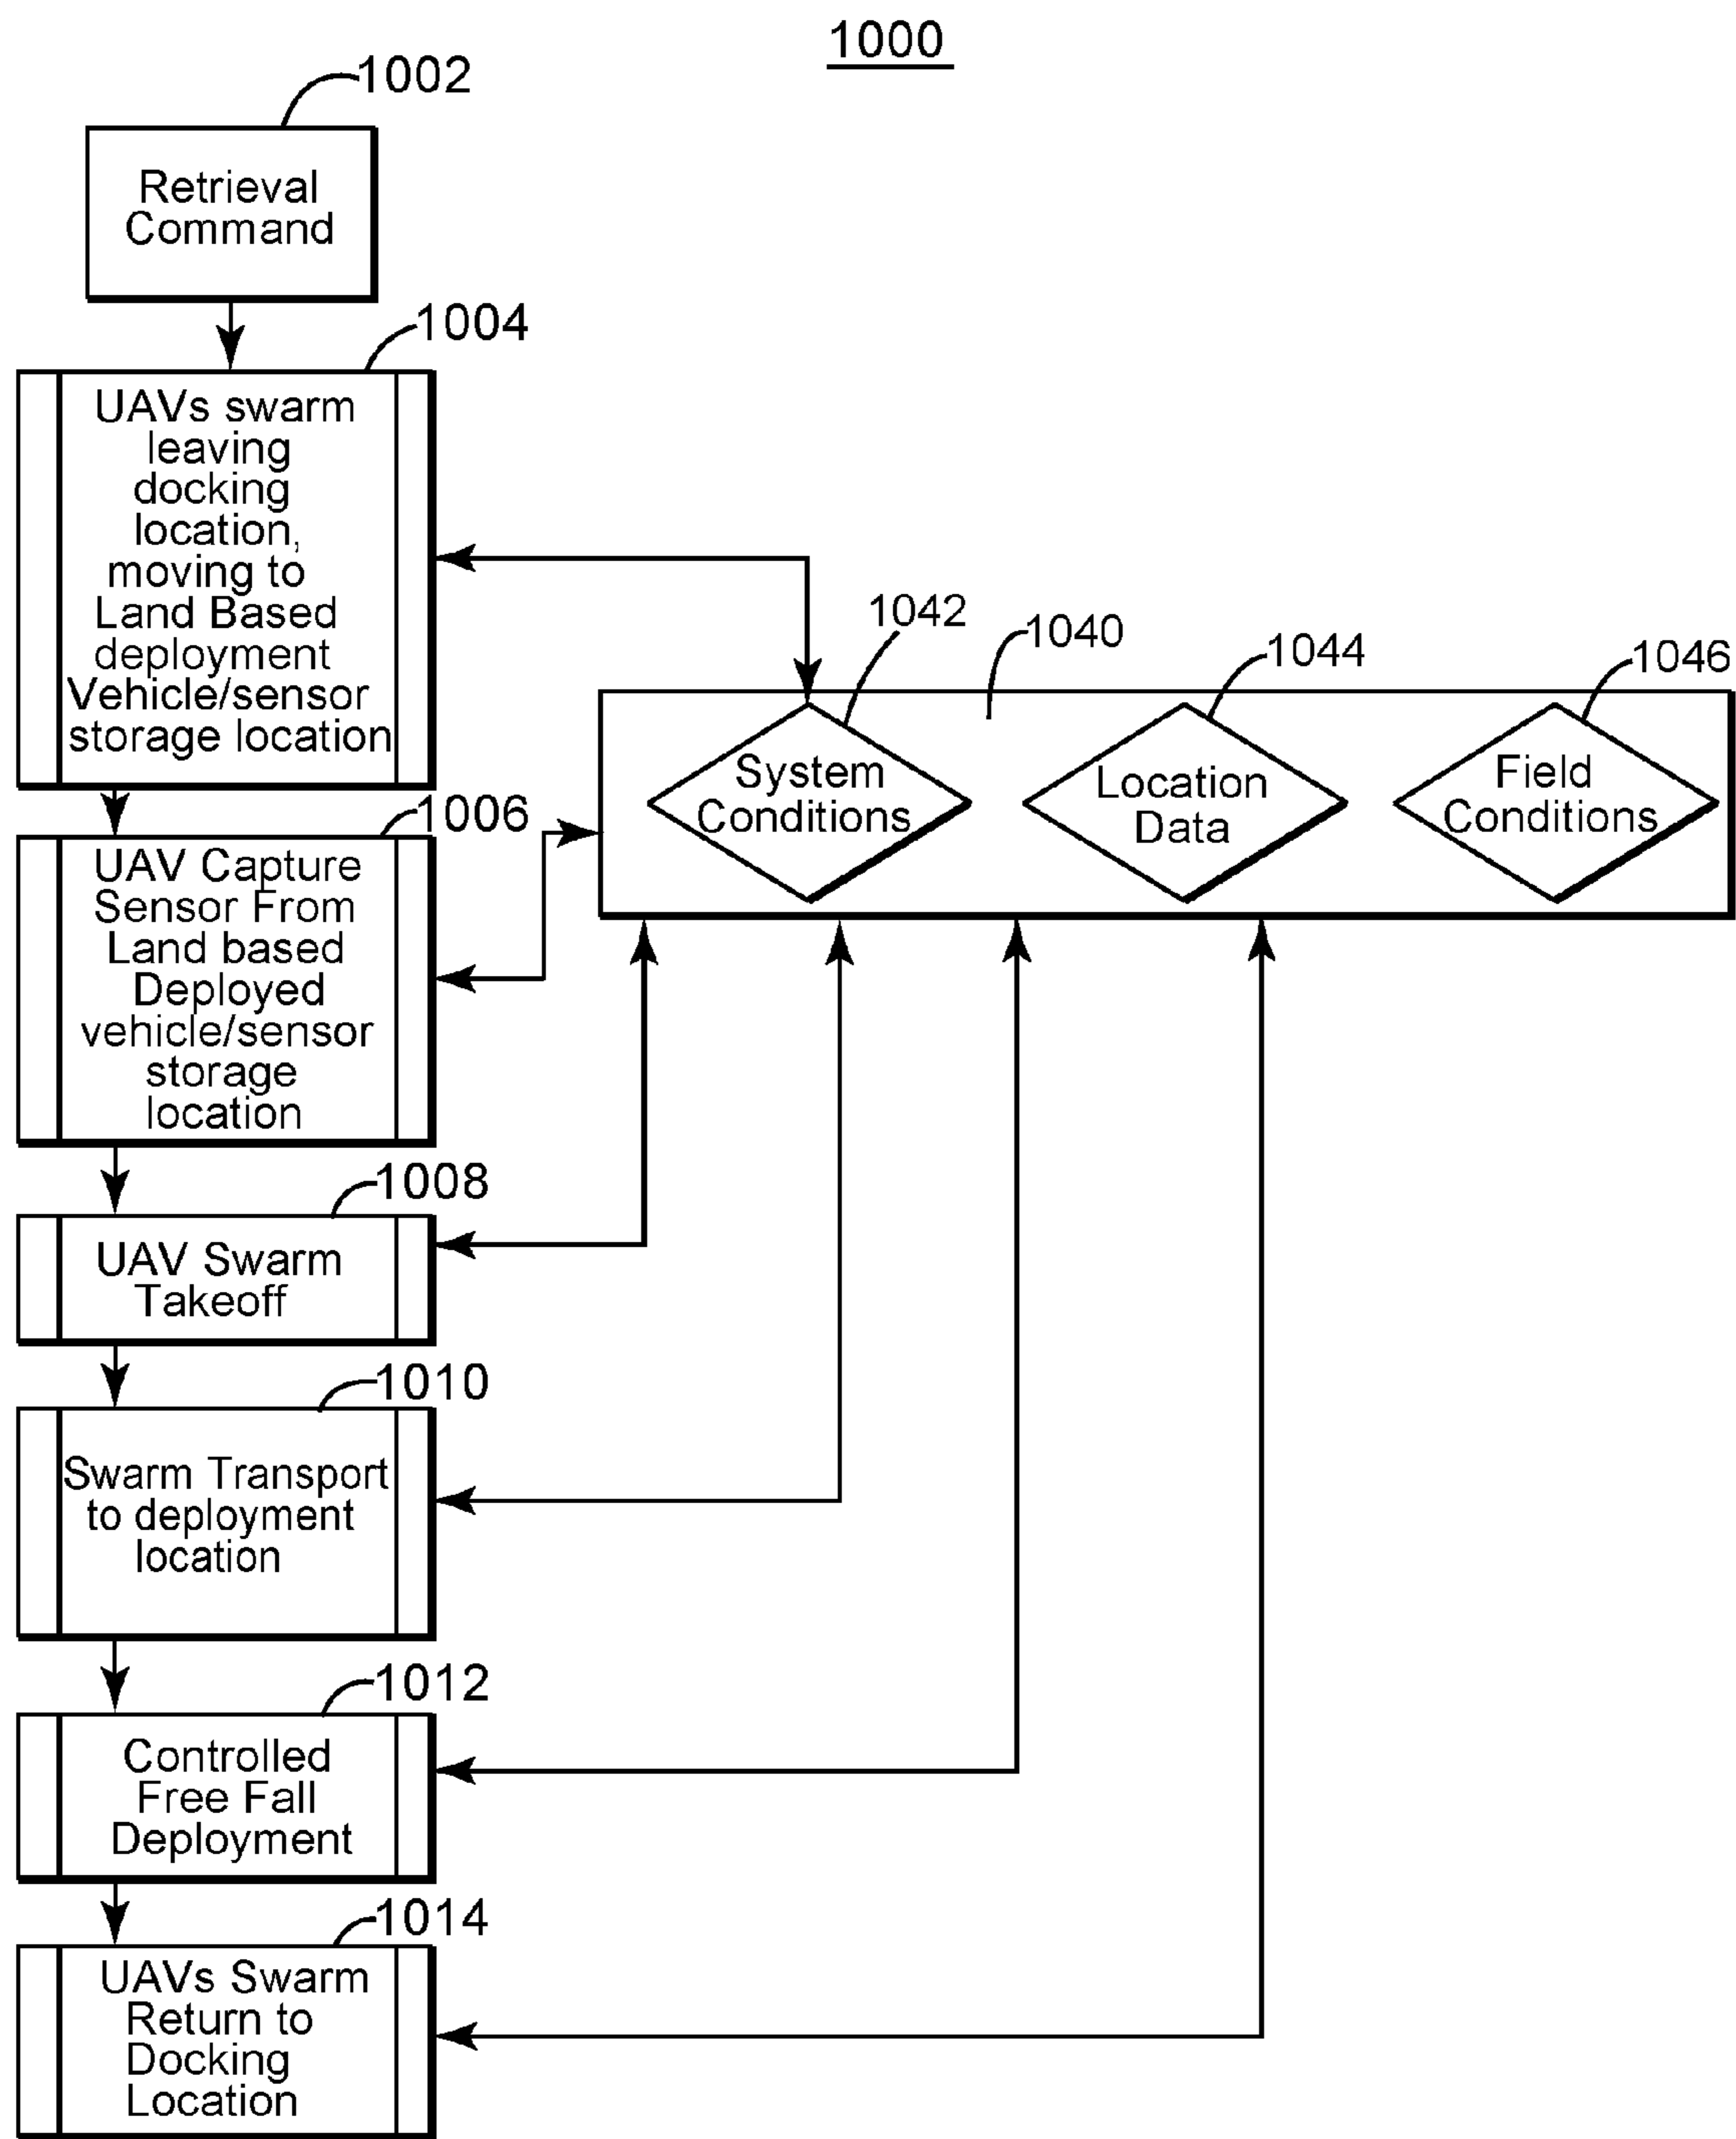 1000
1002
Retrieval
Command
1004
UAVs swarm
leaving
docking
location,
moving to
Land Based
deployment
Vehicle/sensor
storage location
1042
1040
1044
1046
System
Conditions
Location
Data
Field
Conditions
1006
UAV Capture
Sensor From
Land based
Deployed
vehicle/sensor
storage
location
1008
UAV Swarm
Takeoff
1010
Swarm Transport
to deployment
location
1012
Controlled
Free Fall
Deployment
1014
UAVs Swarm
Return to
Docking
Location